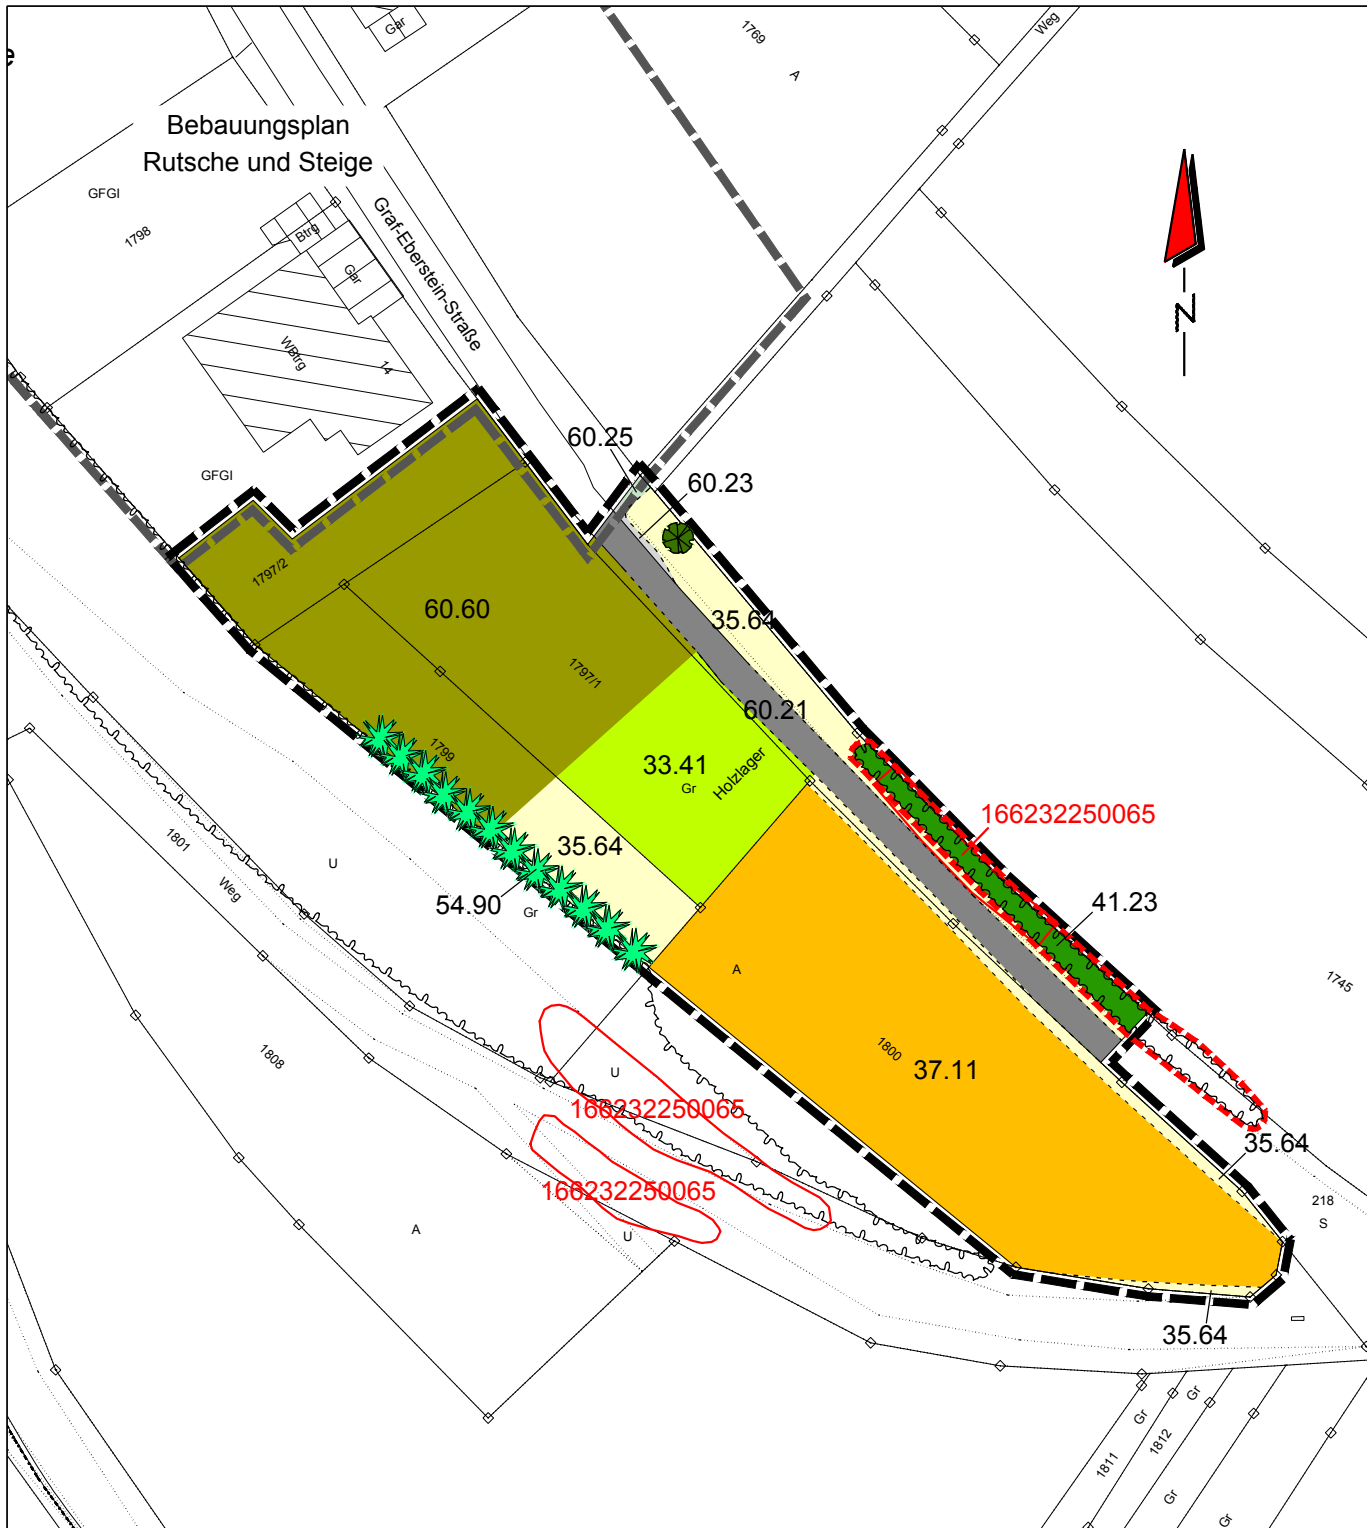 Gar
1769
Weg
A
e
Bebauungsplan
Rutsche und Steige
GFGI
1798
Btrg
Gar
Graf-Eberstein-Straße
WBtrg
14
N
60.25
60.23
GFGI
1797/2
60.60
35.64
1797/1
60.21
1799
33.41
Gr
Holzlager
166232250065
1801
U
35.64
Weg
54.90
Gr
41.23
A
1745
1800
37.11
1808
U
166232250065
35.64
166232250065
218
S
A
U
35.64
Gr
Gr
1811
1812
Gr
Gr